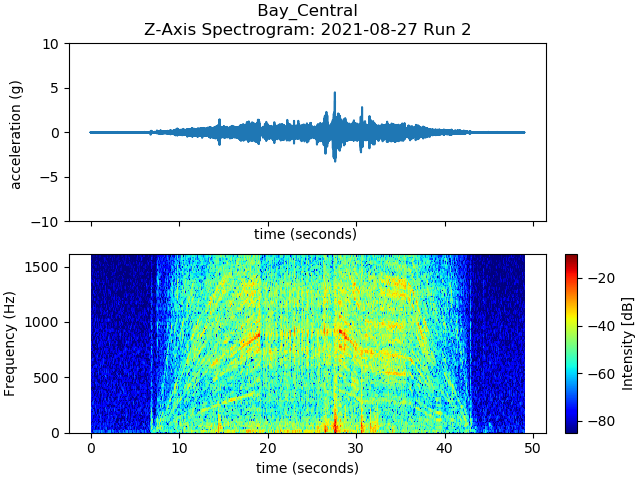 Bay_Central
Z-Axis Spectrogram: 2021-08-27 Run 2
10
5
0
−5
−10
acceleration (g)
time (seconds)
1500
1000
500
0
Frequency (Hz)
0 10 20 30 40 50
time (seconds)
−20
−40
−60
−80
Intensity [dB]